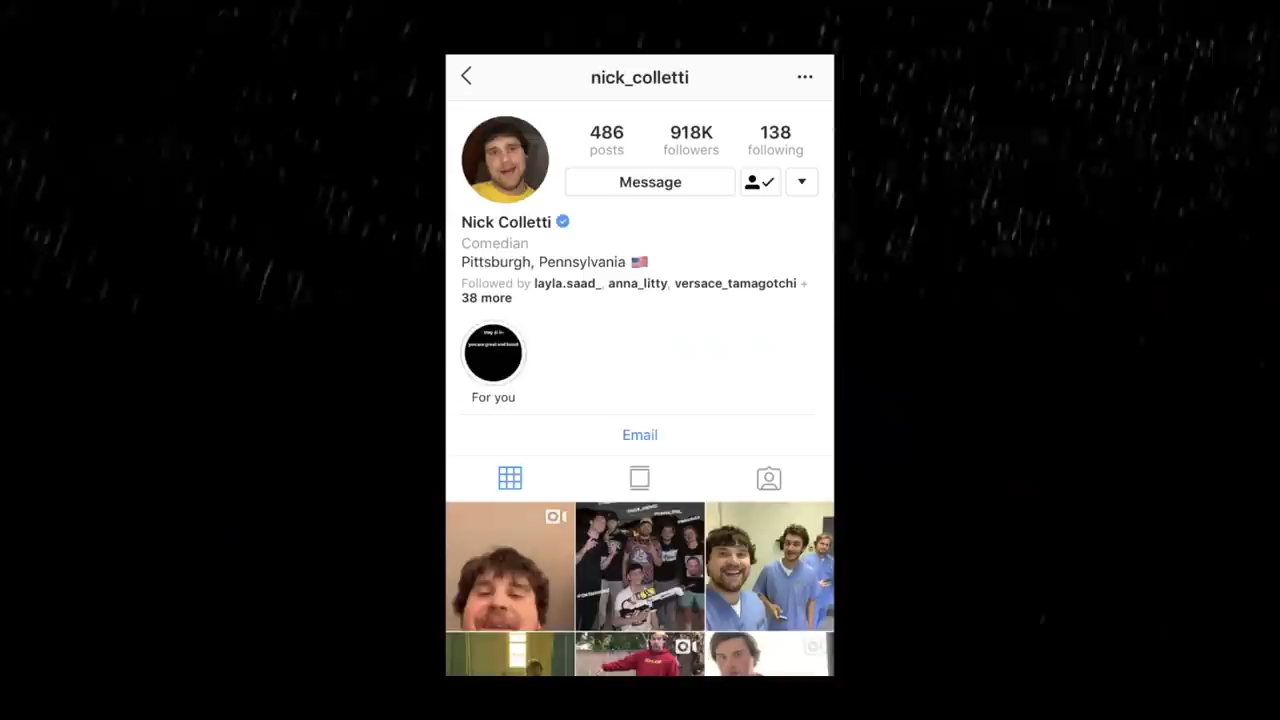 nick_colletti
486 918K 138
posts followers following
Message
Nick Colletti
Comedian
Pittsburgh, Pennsylvania 🇺🇸
Followed by layla.saad_, anna_litty, versace_tamagotchi +
38 more
For you
Email